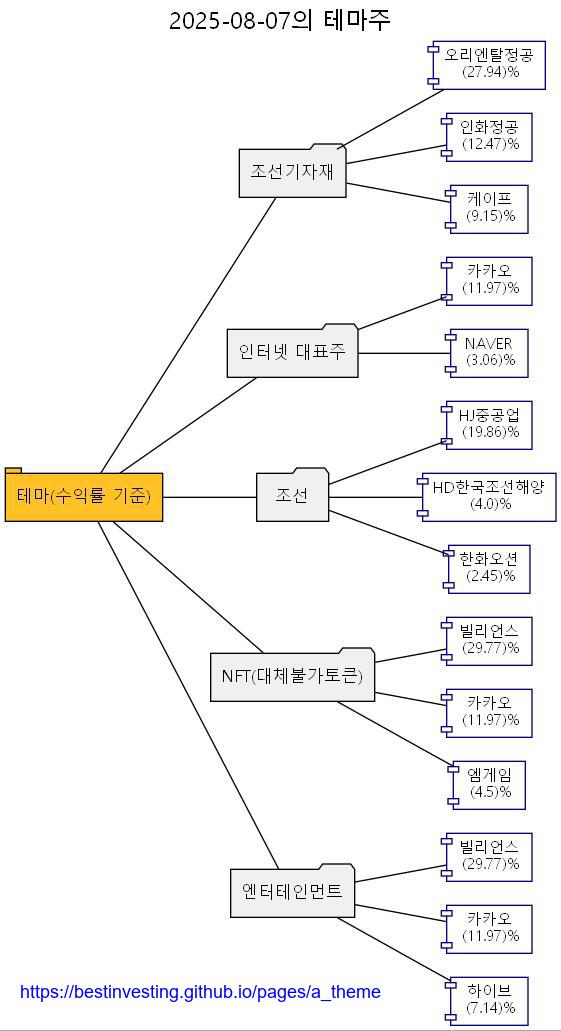 2025-08-07의 테마주
오리엔탈정공
(27.94)%
인화정공
(12.47)%
조선기자재
케이프
(9.15)%
카카오
(11.97)%
인터넷 대표주
NAVER
(3.06)%
HJ중공업
(19.86)%
테마(수익률 기준)
조선
HD한국조선해양
(4.0)%
한화오션
(2.45)%
빌리언스
(29.77)%
NFT(대체불가토큰)
카카오
(11.97)%
엠게임
(4.5)%
빌리언스
(29.77)%
엔터테인먼트
카카오
(11.97)%
하이브
(7.14)%
https://bestinvesting.github.io/pages/a_theme